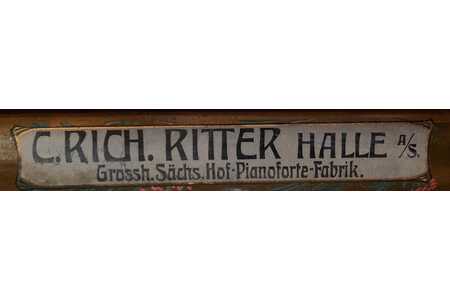 C. RICH. RITTER HALLE A/S.
Grossh. Sächs. Hof-Pianoforte-Fabrik.